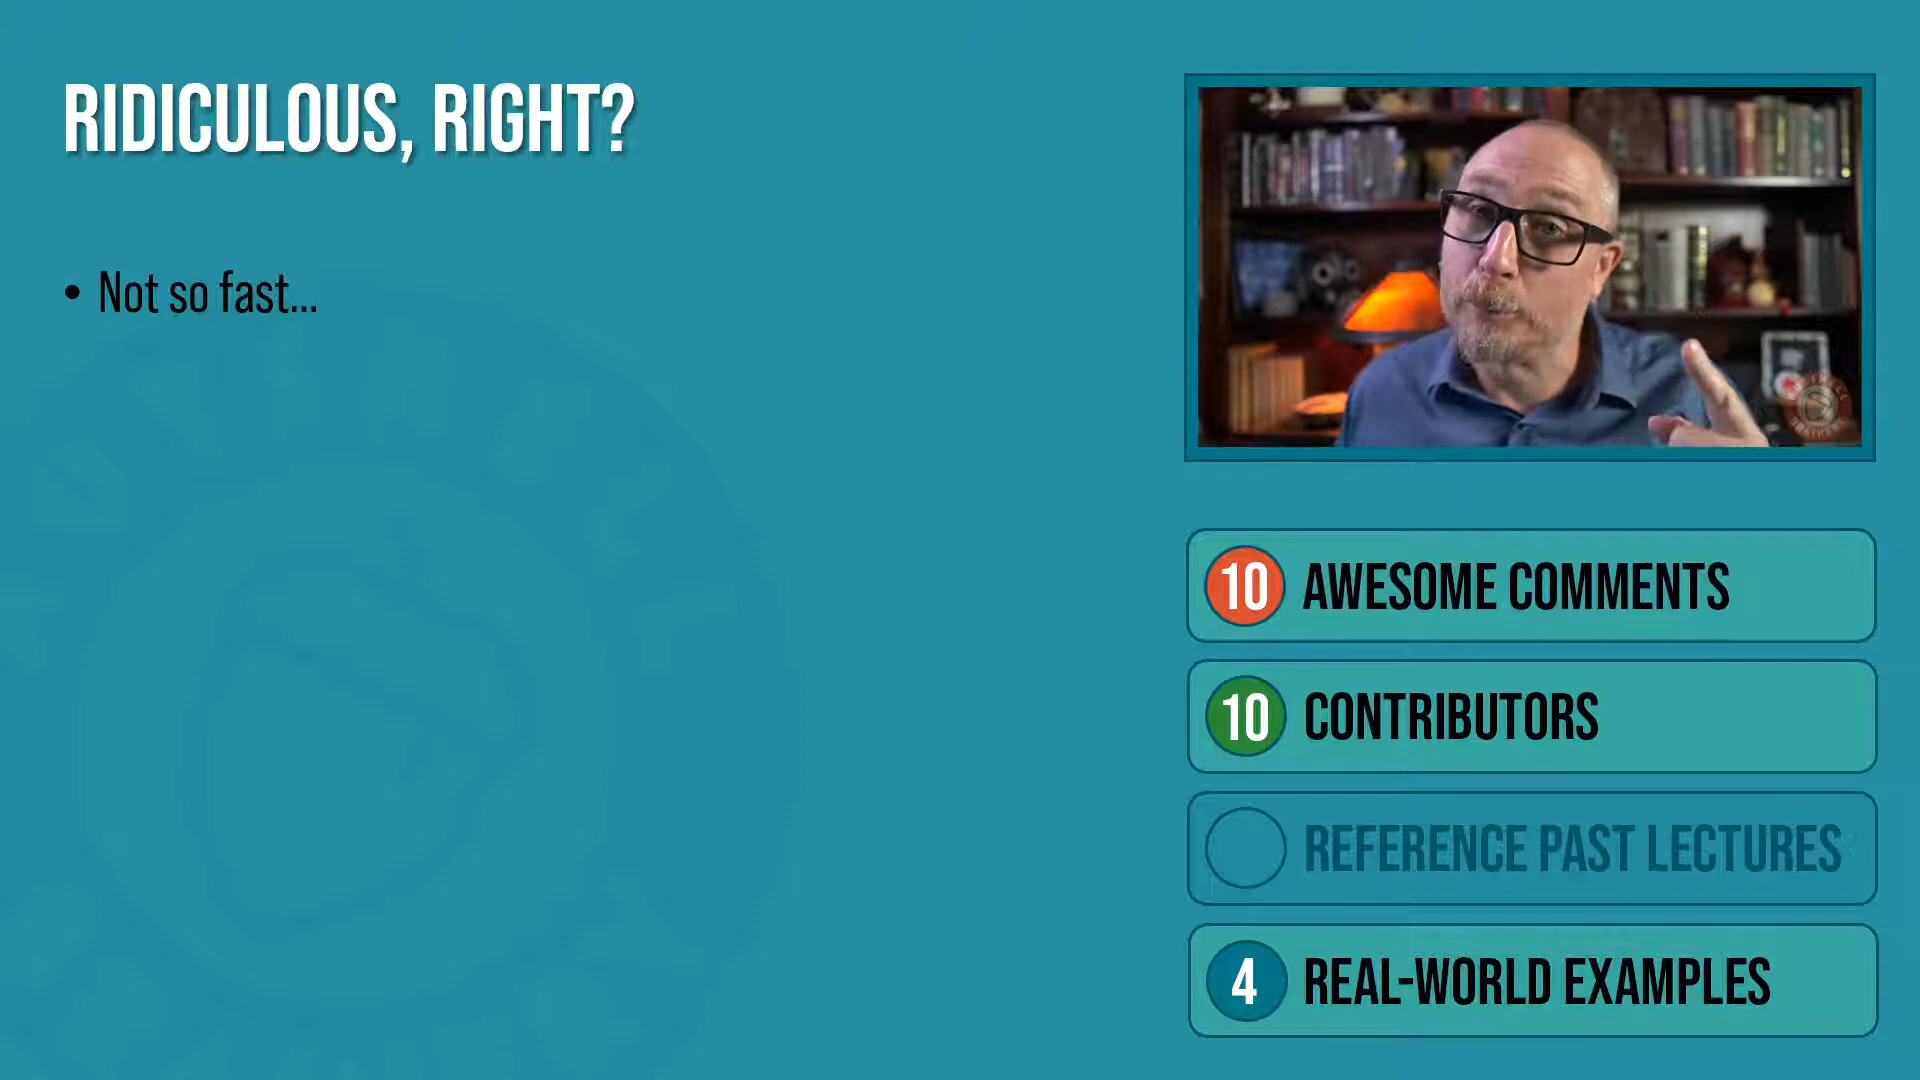 RIDICULOUS, RIGHT?
• Not so fast...
10 AWESOME COMMENTS
10 CONTRIBUTORS
REFERENCE PAST LECTURES
4 REAL-WORLD EXAMPLES